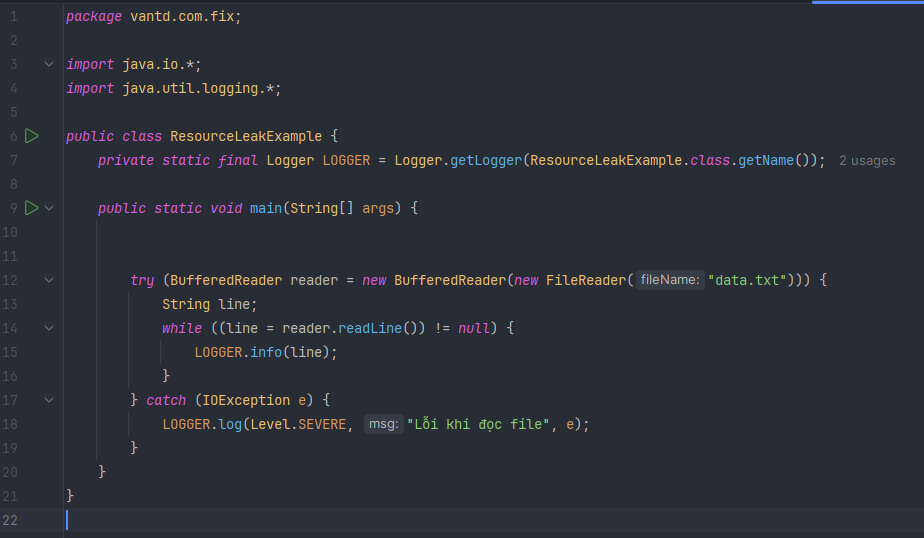 1 package vantd.com.fix;
2
3 import java.io.*;
4 import java.util.logging.*;
5
6 public class ResourceLeakExample {
7 private static final Logger LOGGER = Logger.getLogger(ResourceLeakExample.class.getName()); 2 usages
8
9 public static void main(String[] args) {
10
11
12 try (BufferedReader reader = new BufferedReader(new FileReader( fileName: "data.txt"))) {
13 String line;
14 while ((line = reader.readLine()) != null) {
15 LOGGER.info(line);
16 }
17 } catch (IOException e) {
18 LOGGER.log(Level.SEVERE, msg: "Lỗi khi đọc file", e);
19 }
20 }
21 }
22